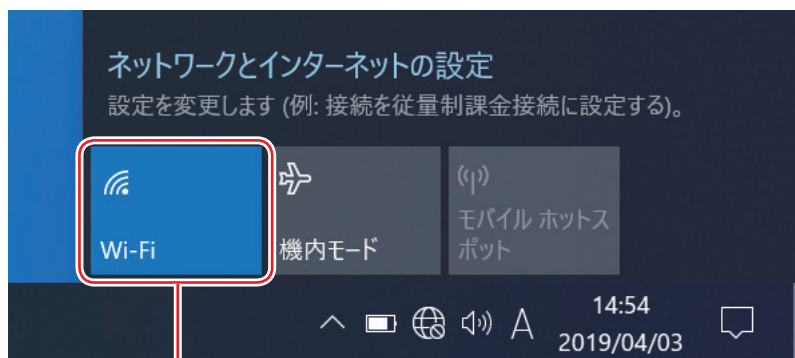 ネットワークとインターネットの設定
設定を変更します (例: 接続を従量制課金接続に設定する)。
Wi-Fi
機内モード
モバイル ホットス
ポット
A
14:54
2019/04/03